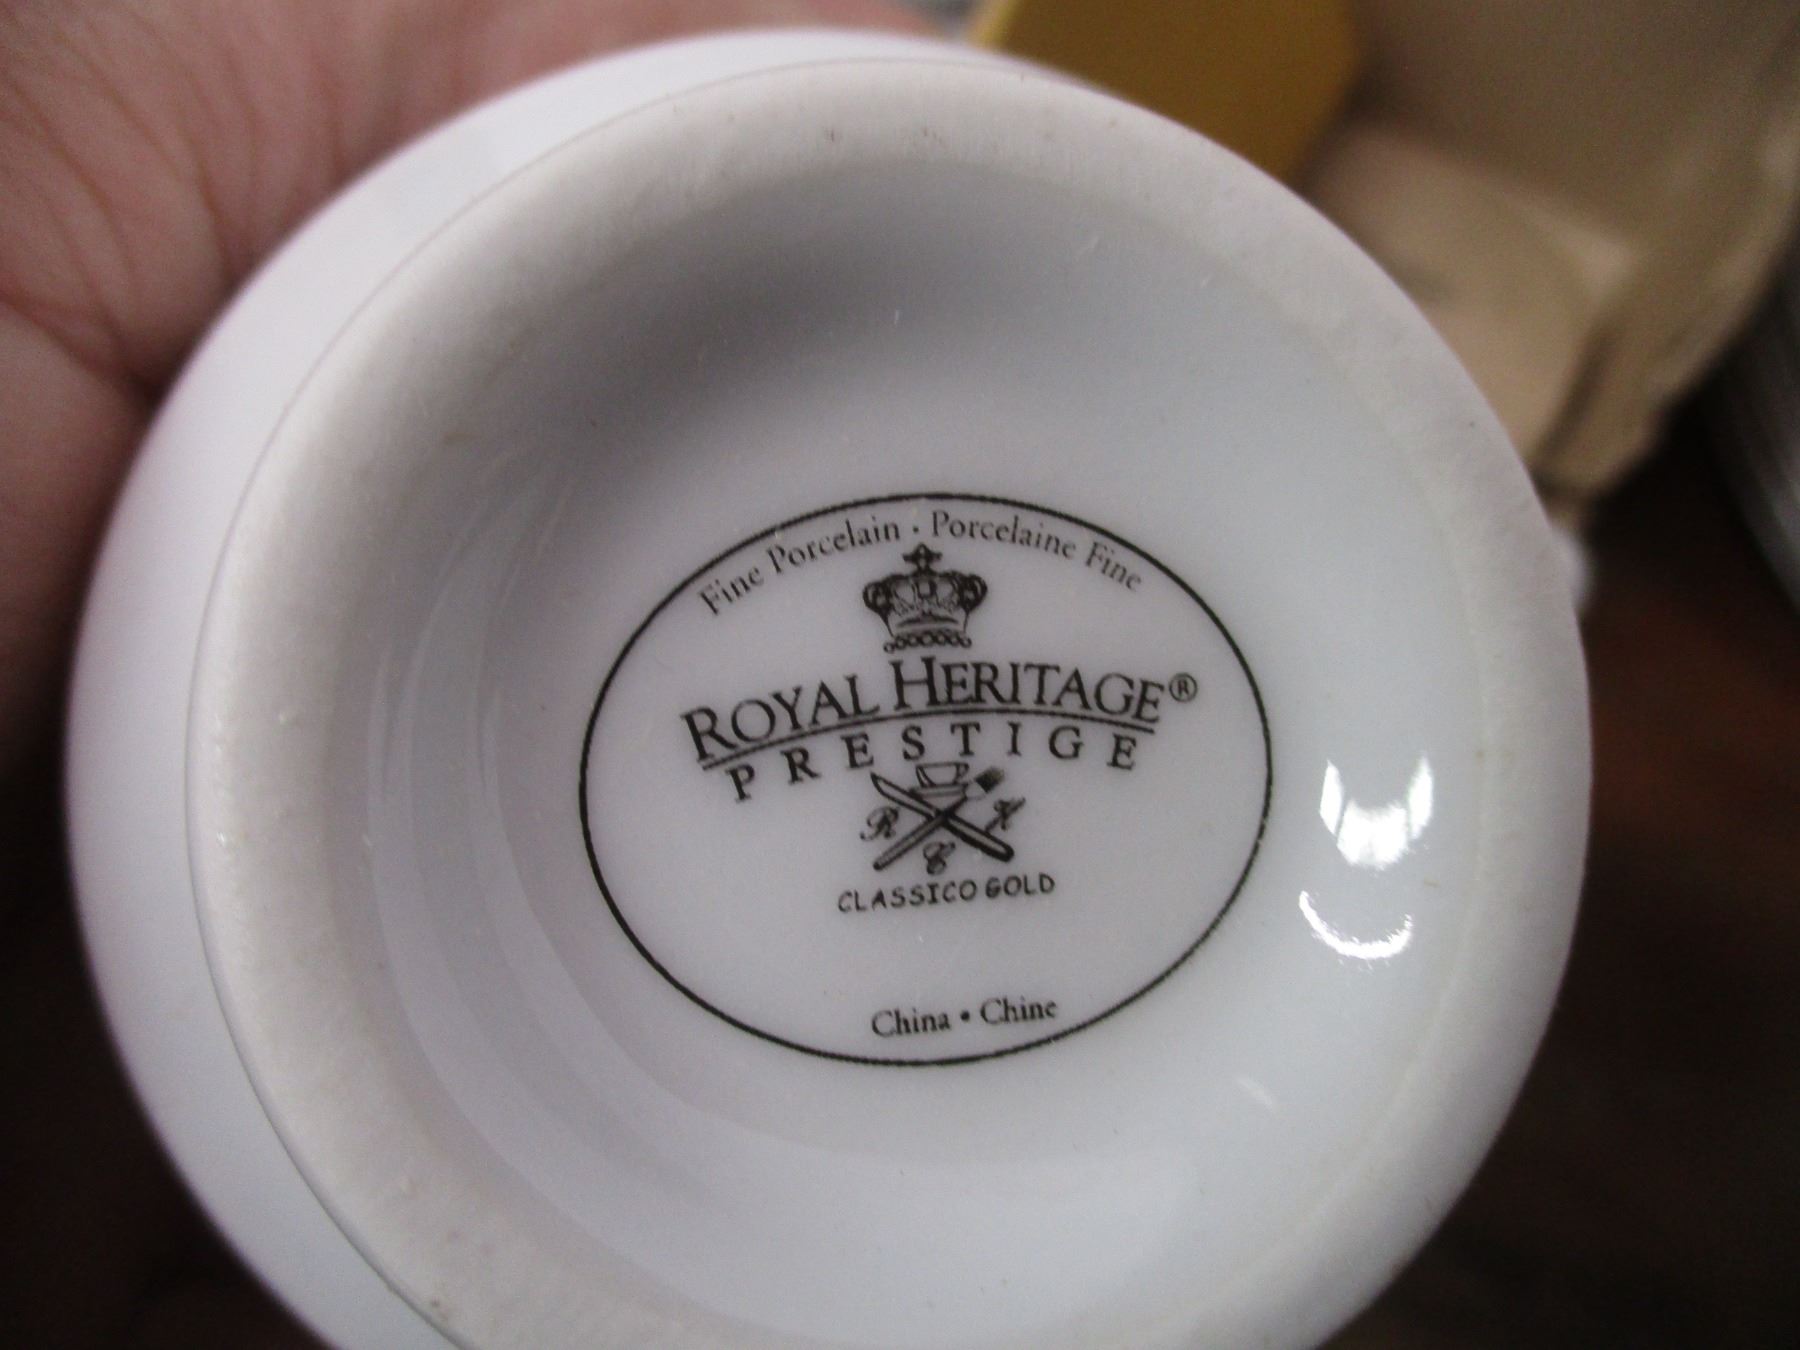 Fine Porcelain · Porcelaine Fine
ROYAL HERITAGE®
PRESTIGE
R H
C
CLASSICO GOLD
China • Chine